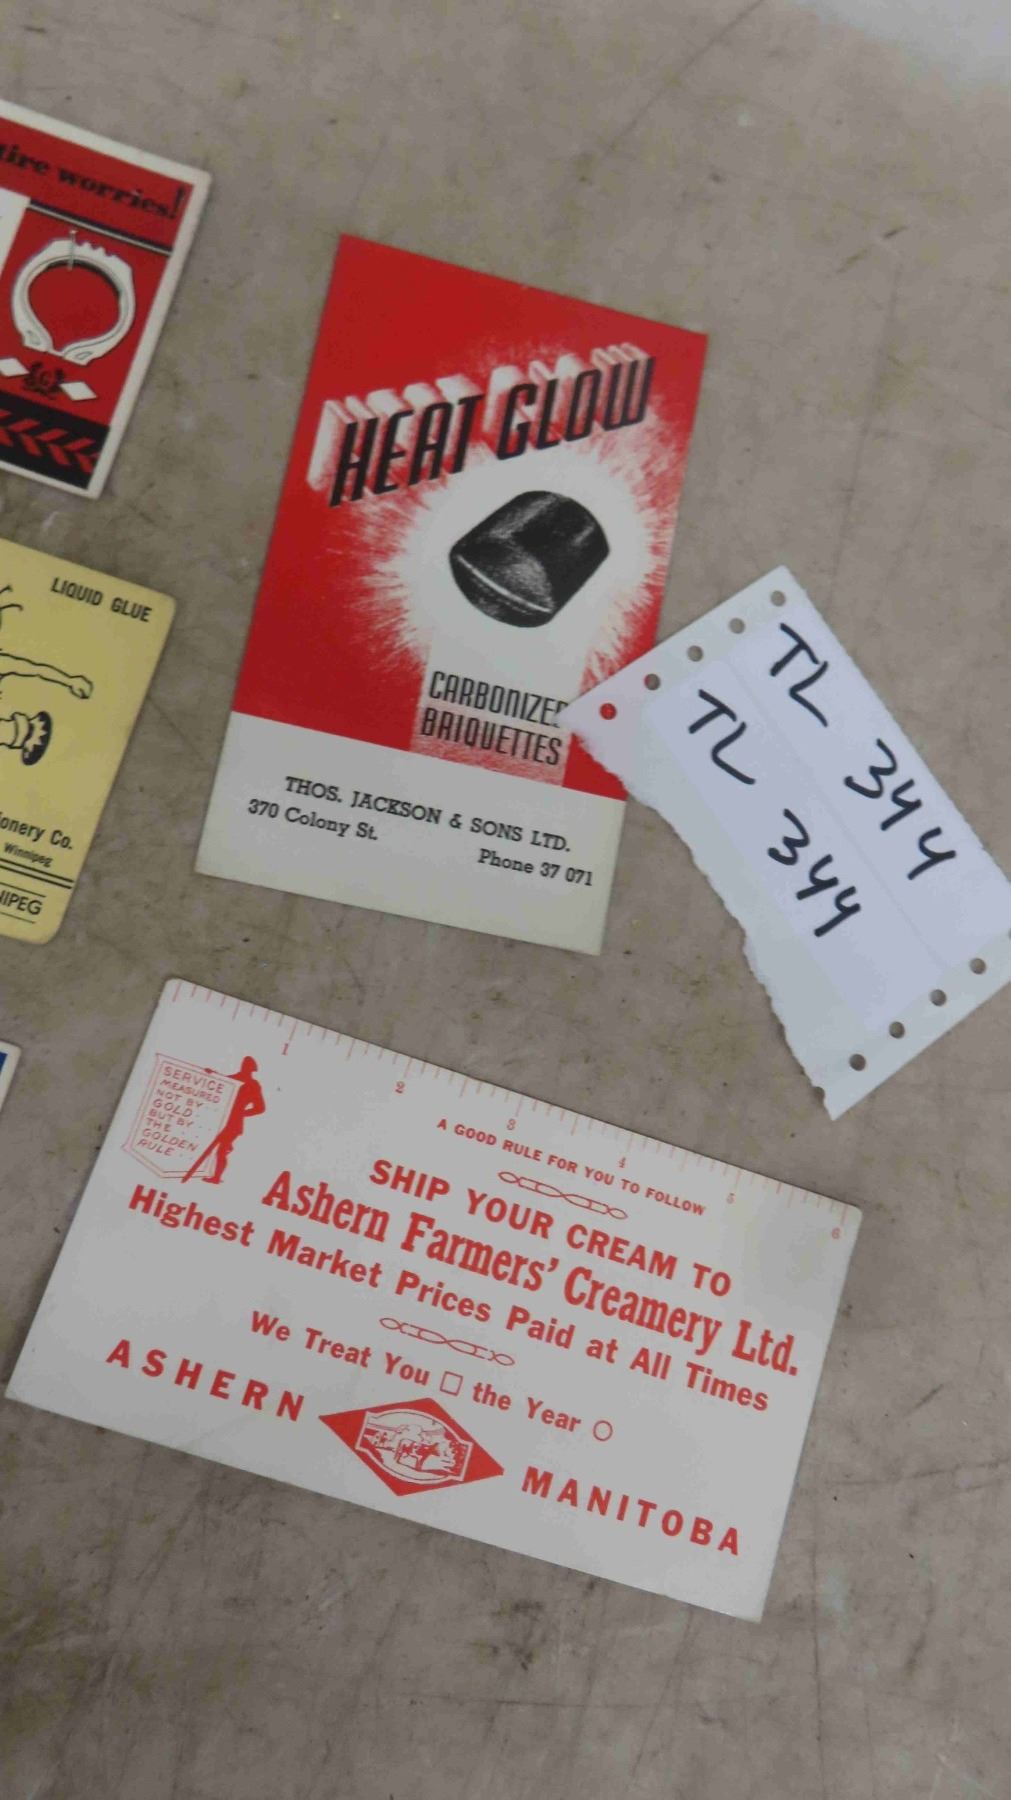 tire worries!
HEAT GLOW
CARBONIZED
BRIQUETTES
THOS. JACKSON & SONS LTD.
370 Colony St.
Phone 37 071
TL 344
TL 344
LIQUID GLUE
onery Co.
Winnipeg
NIPEG
1 2 3 4 5 6
SERVICE
MEASURED
NOT BY
GOLD
BUT BY
THE
GOLDEN
RULE
A GOOD RULE FOR YOU TO FOLLOW
SHIP YOUR CREAM TO
Ashern Farmers' Creamery Ltd.
Highest Market Prices Paid at All Times
We Treat You □ the Year ○
ASHERN MANITOBA